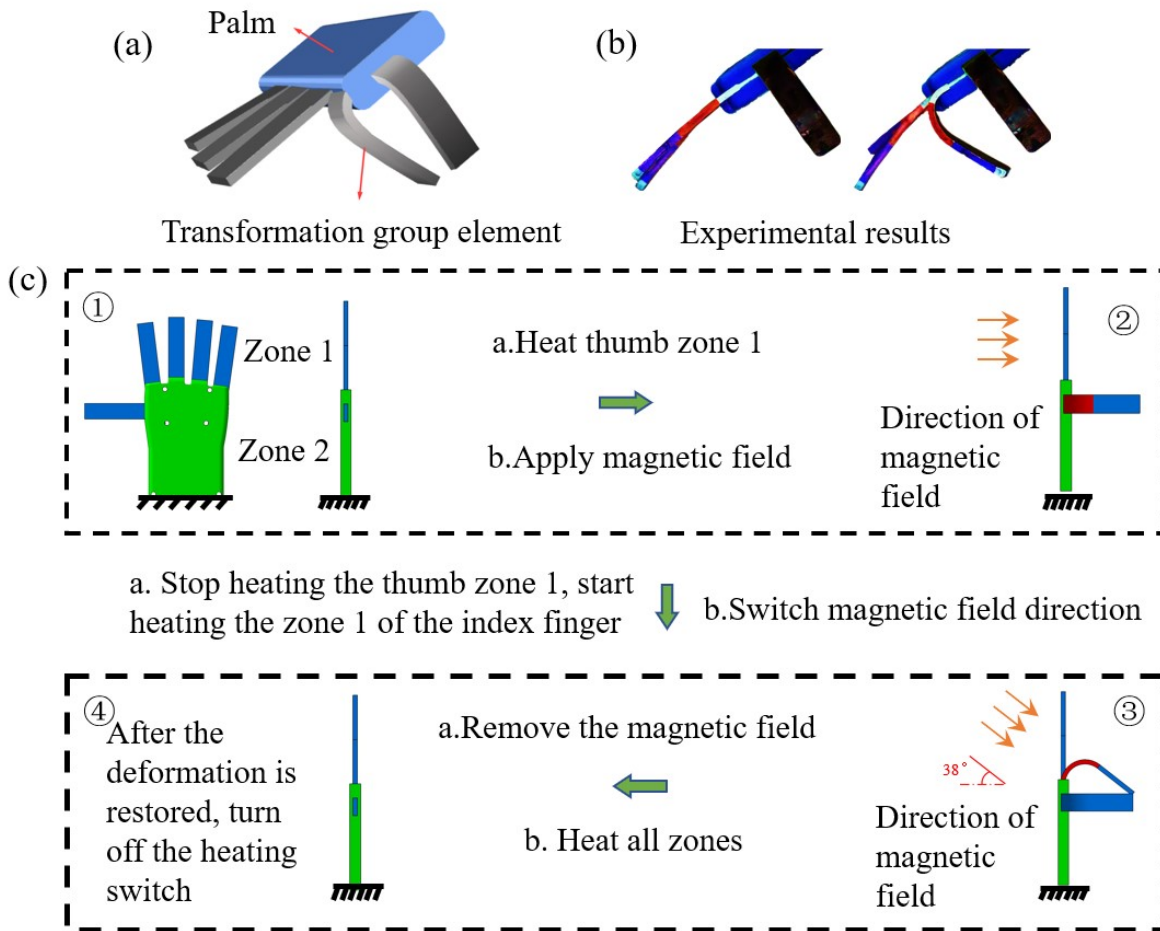 (a)
Palm
Transformation group element
(b)
Experimental results
(c)
①
Zone 1
Zone 2
a.Heat thumb zone 1
b.Apply magnetic field
②
Direction of
magnetic
field
a. Stop heating the thumb zone 1, start
heating the zone 1 of the index finger
b.Switch magnetic field direction
④
After the
deformation is
restored, turn
off the heating
switch
a.Remove the magnetic field
b. Heat all zones
③
38°
Direction of
magnetic
field